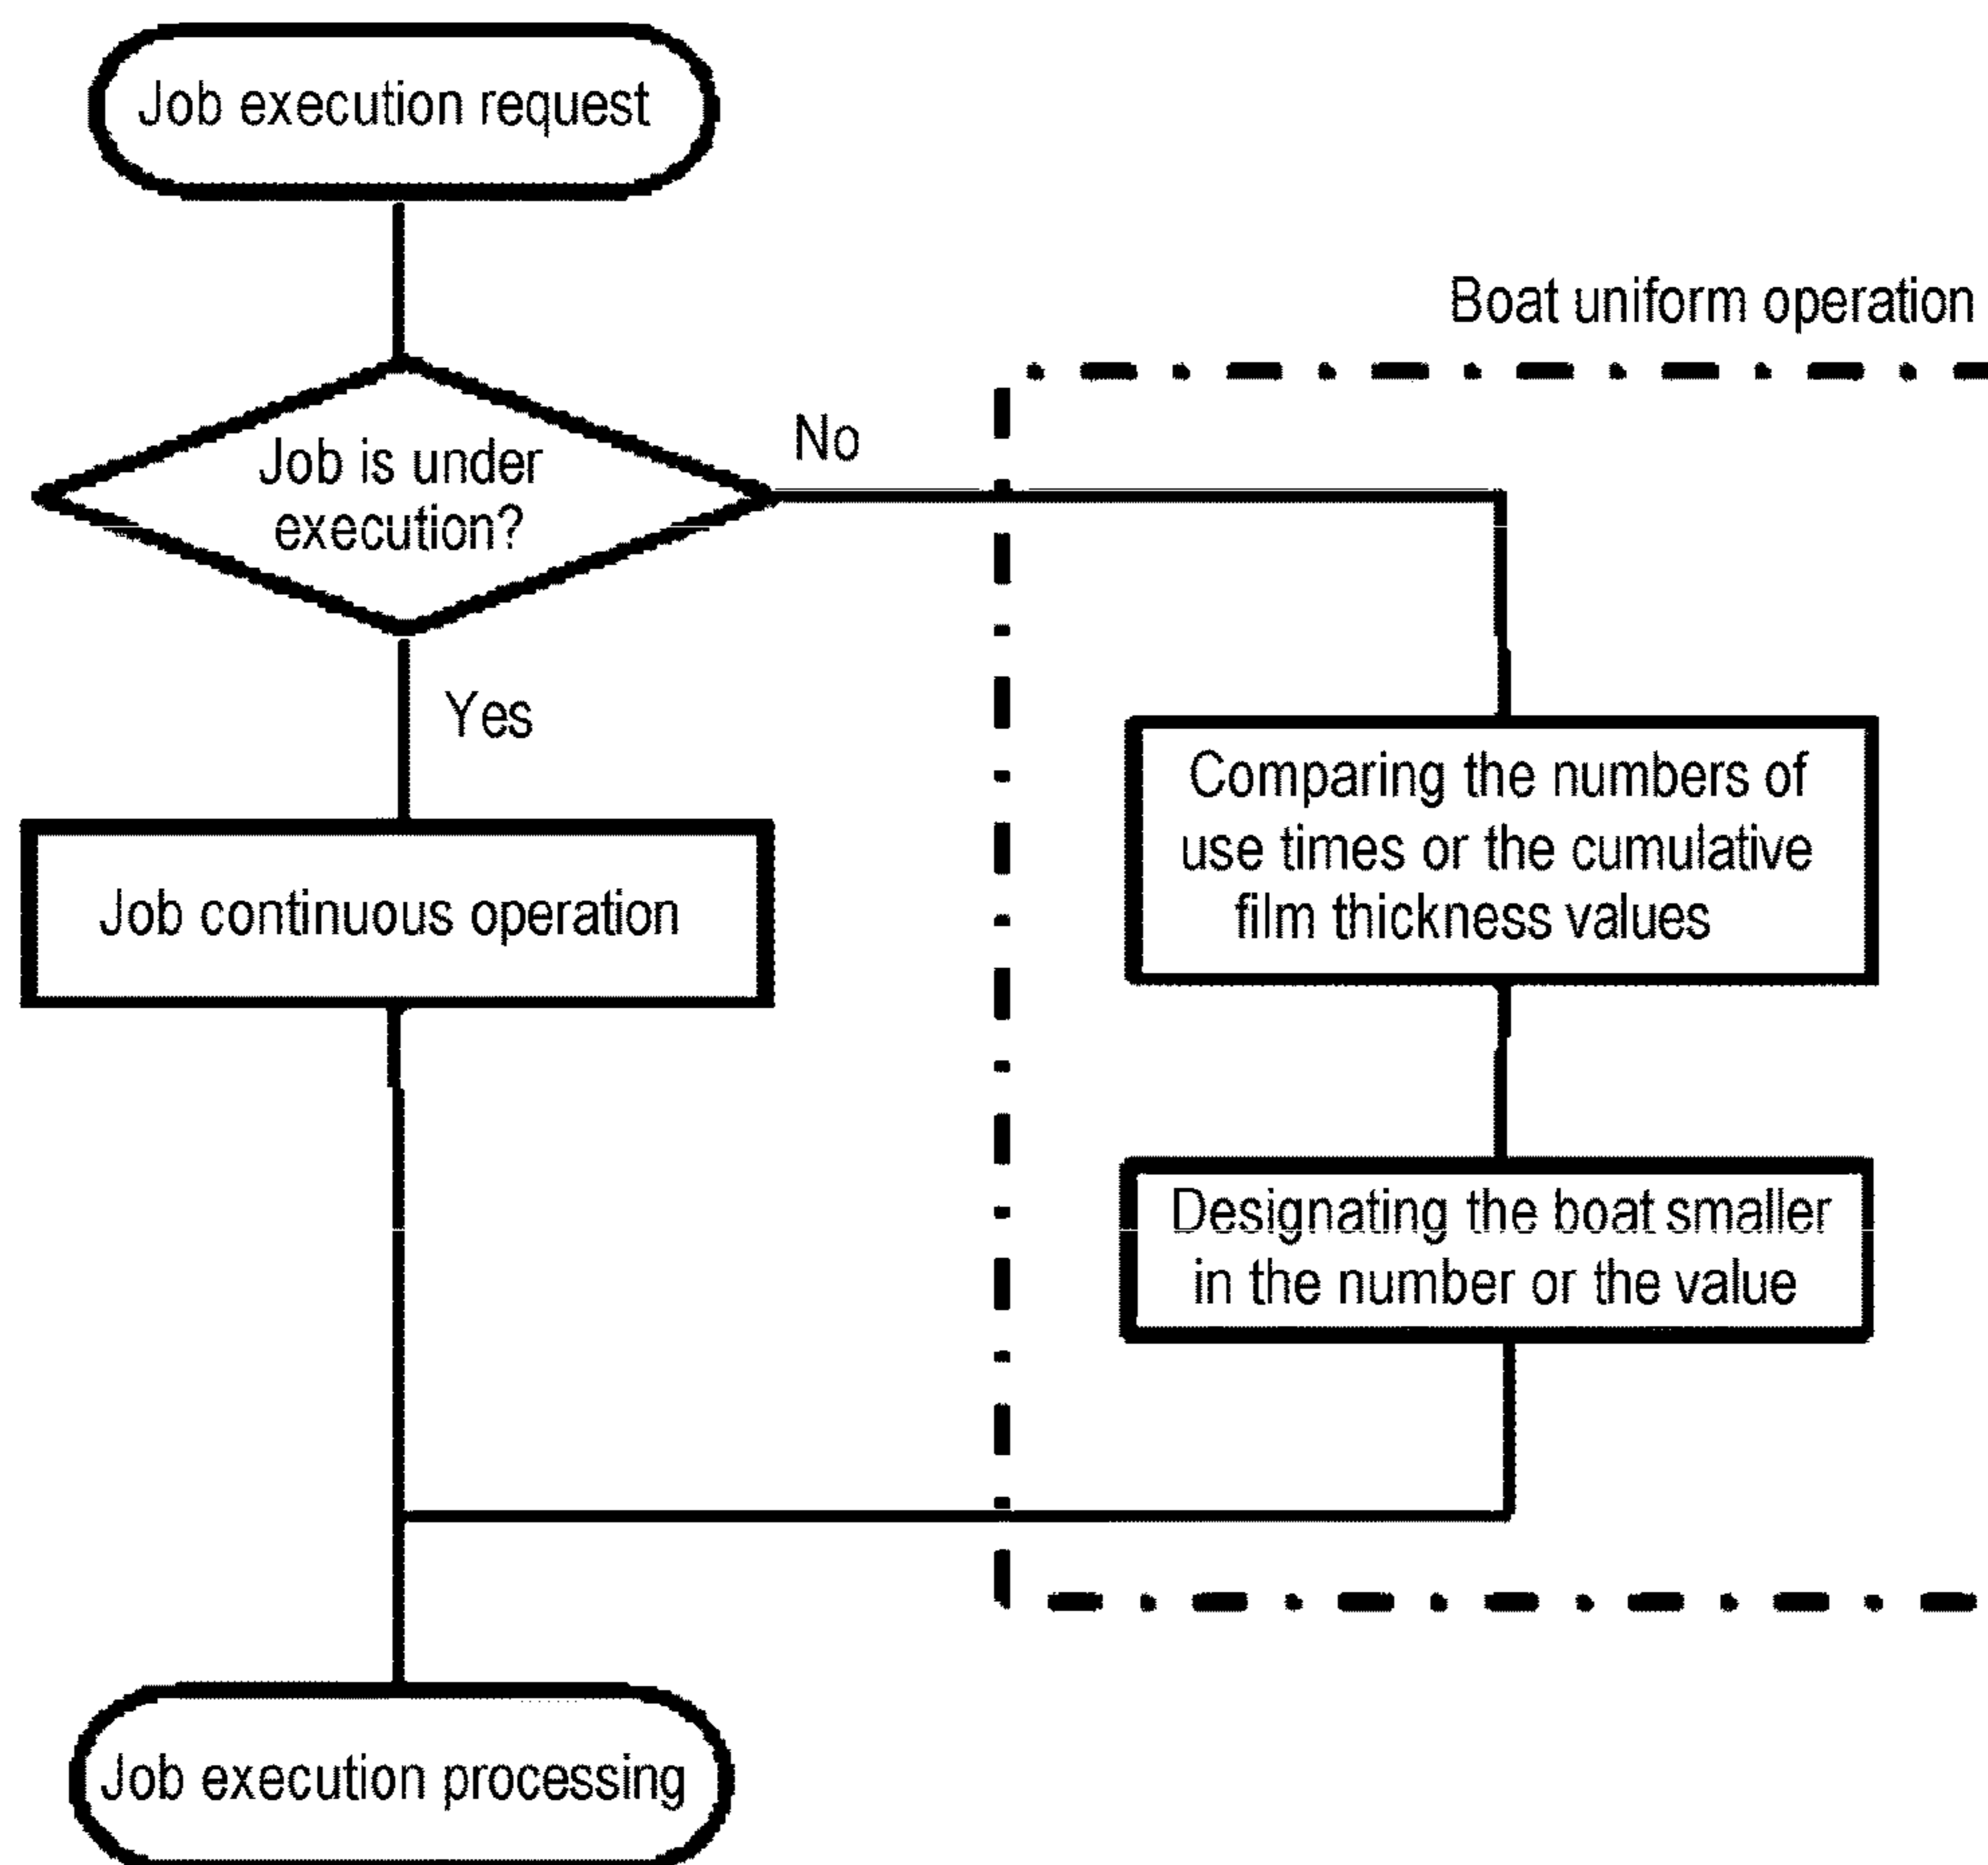 Job execution request
Boat uniform operation
No
Job is under
execution?
Yes
Comparing the numbers of
use times or the cumulative
film thickness values
Job continuous operation
Designating the boat smaller
in the number or the value
Job execution processing